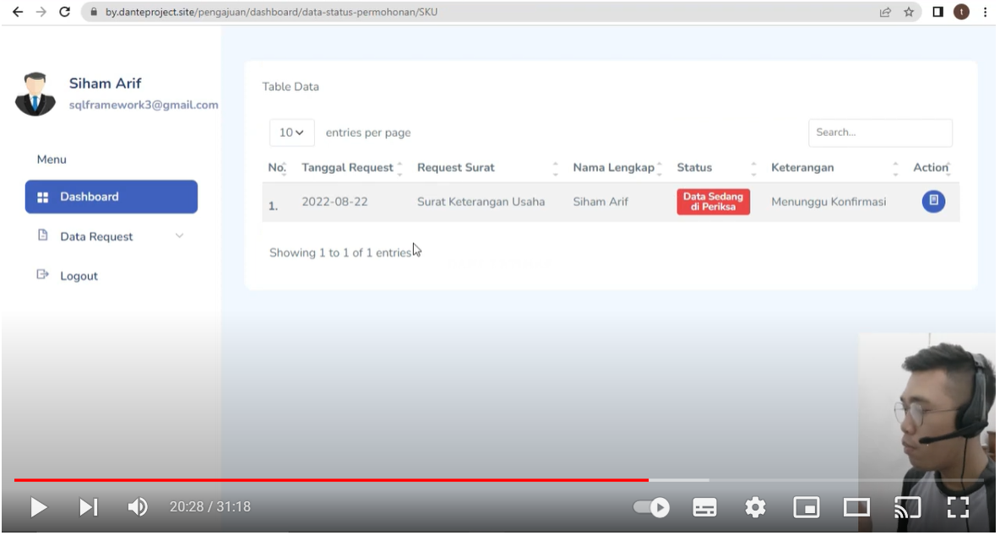 by.danteproject.site/pengajuan/dashboard/data-status-permohonan/SKU
t
Siham Arif
sqlframework3@gmail.com
Menu
Dashboard
Data Request
Logout
Table Data
10 entries per page
Search...
No. Tanggal Request Request Surat Nama Lengkap Status Keterangan Action
1. 2022-08-22 Surat Keterangan Usaha Siham Arif Data Sedang di Periksa Menunggu Konfirmasi
Showing 1 to 1 of 1 entries
20:28 / 31:18